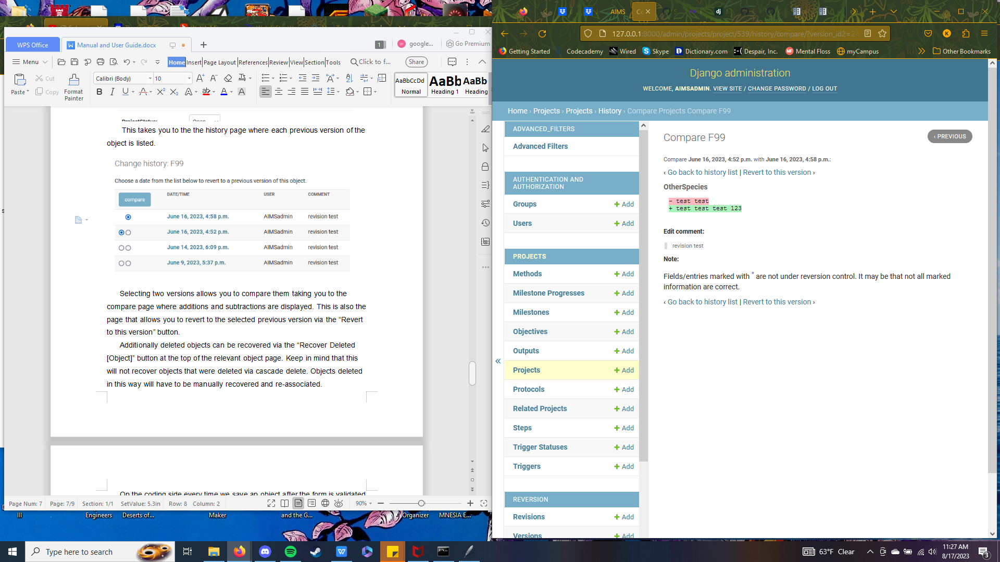 WPS Office
Manual and User Guide.docx
1
google...
Go Premium
Menu
Home
Insert
Page Layout
References
Review
View
Section
Tools
Click to f...
Share
Paste
Cut
Copy
Format
Painter
Calibri (Body)
10
AaBbCcDd
Normal
AaBb
Heading 1
AaBb
Heading
This takes you to the the history page where each previous version of the
object is listed.
Change history: F99
Choose a date from the list below to revert to a previous version of this object.
compare
DATE/TIME
USER
COMMENT
June 16, 2023, 4:58 p.m. AIMSadmin revision test
June 16, 2023, 4:52 p.m. AIMSadmin revision test
June 14, 2023, 6:09 p.m. AIMSadmin revision test
June 9, 2023, 5:37 p.m. AIMSadmin revision test
Selecting two versions allows you to compare them taking you to the
compare page where additions and subtractions are displayed. This is also the
page that allows you to revert to the selected previous version via the “Revert
to this version” button.
Additionally deleted objects can be recovered via the “Recover Deleted
[Object]” button at the top of the relevant object page. Keep in mind that this
will not recover objects that were deleted via cascade delete. Objects deleted
in this way will have to be manually recovered and re-associated.
On the coding side every time we save an object after the form is validated
Page Num: 7
Page: 7/9
Section: 1/1
SetValue: 5.3in
Row: 8
Column: 2
90%
III
Engineers
Deserts of...
Maker
and the G...
Organizer
MNESIA E...
AIMS
127.0.0.1:8000/admin/projects/project/539/history/compare/?version_id2=24
Getting Started
Codecademy
Wired
Skype
Dictionary.com
Despair, Inc.
Mental Floss
myCampus
Other Bookmarks
Django administration
WELCOME, AIMSADMIN. VIEW SITE / CHANGE PASSWORD / LOG OUT
Home › Projects › Projects › History › Compare Projects Compare F99
ADVANCED_FILTERS
Advanced Filters
AUTHENTICATION AND
AUTHORIZATION
Groups + Add
Users + Add
PROJECTS
Methods + Add
Milestone Progresses + Add
Milestones + Add
Objectives + Add
Outputs + Add
Projects + Add
Protocols + Add
Related Projects + Add
Steps + Add
Trigger Statuses + Add
Triggers + Add
REVERSION
Revisions + Add
Versions + Add
Compare F99
‹ PREVIOUS
Compare June 16, 2023, 4:52 p.m. with June 16, 2023, 4:58 p.m.:
‹ Go back to history list | Revert to this version ›
OtherSpecies
- test test
+ test test test 123
Edit comment:
revision test
Note:
Fields/entries marked with * are not under reversion control. It may be that not all marked
information are correct.
‹ Go back to history list | Revert to this version ›
Type here to search
63°F Clear
11:27 AM
8/17/2023
3